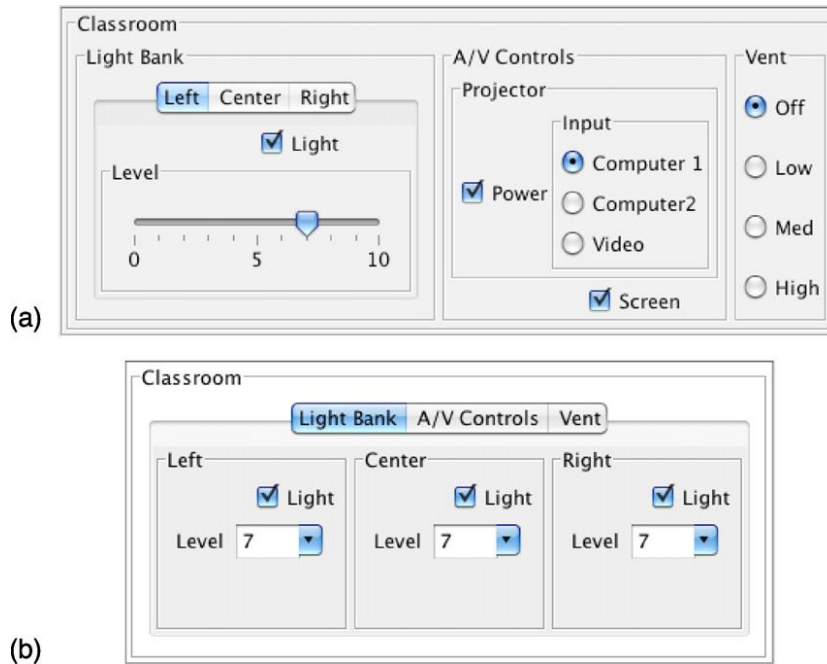 Classroom
Light Bank
Left Center Right
Light
Level
0 5 10
A/V Controls
Projector
Power
Input
Computer 1
Computer2
Video
Screen
Vent
Off
Low
Med
High
(a)
Classroom
Light Bank A/V Controls Vent
Left
Light
Level 7
Center
Light
Level 7
Right
Light
Level 7
(b)